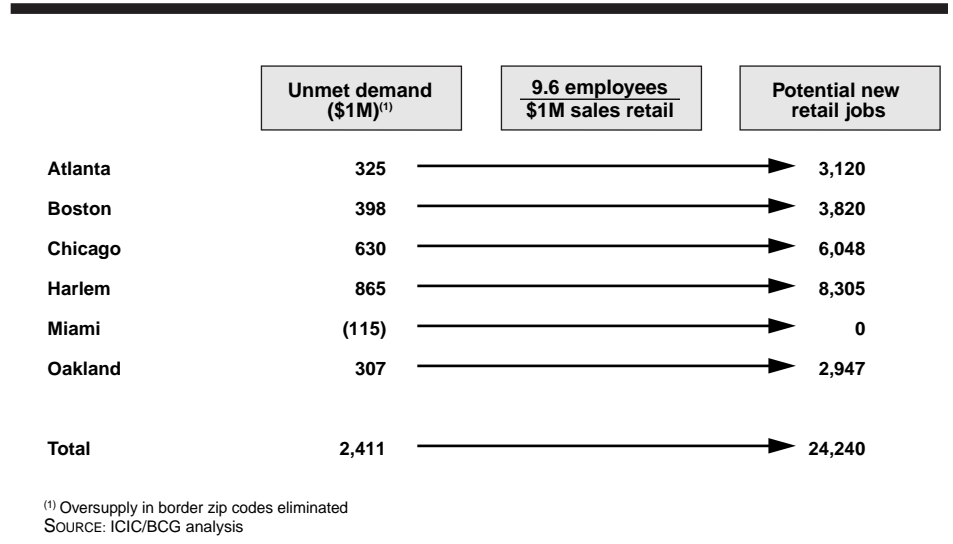 Unmet demand
($1M)(1)
9.6 employees
$1M sales retail
Potential new
retail jobs
Atlanta 325 3,120
Boston 398 3,820
Chicago 630 6,048
Harlem 865 8,305
Miami (115) 0
Oakland 307 2,947
Total 2,411 24,240
(1) Oversupply in border zip codes eliminated
SOURCE: ICIC/BCG analysis